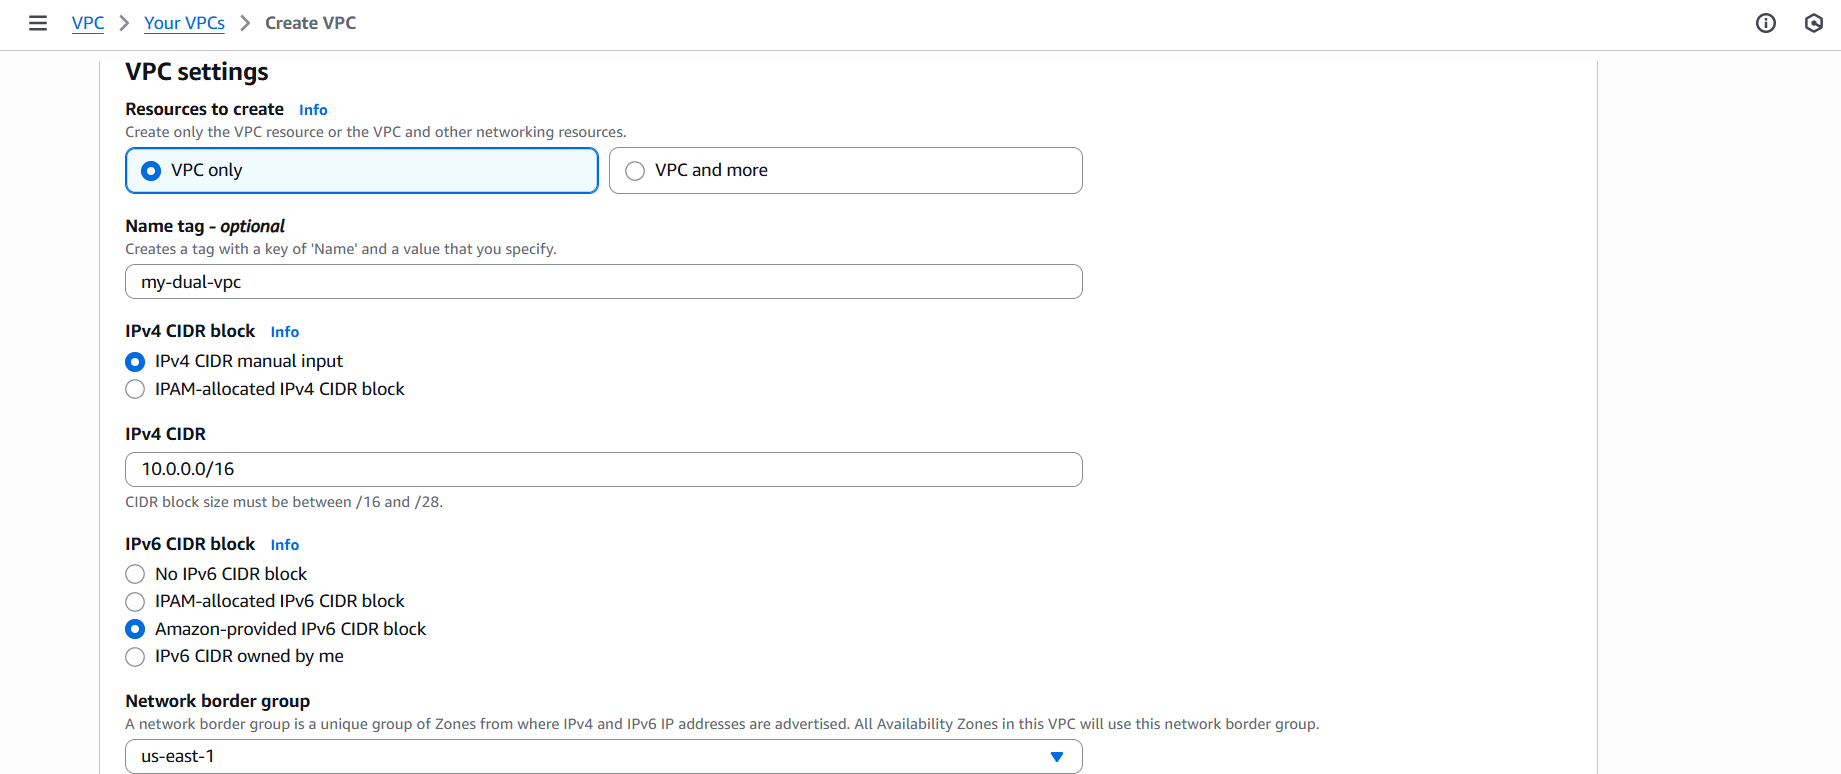 VPC > Your VPCs > Create VPC
VPC settings
Resources to create Info
Create only the VPC resource or the VPC and other networking resources.
VPC only
VPC and more
Name tag - optional
Creates a tag with a key of 'Name' and a value that you specify.
my-dual-vpc
IPv4 CIDR block Info
IPv4 CIDR manual input
IPAM-allocated IPv4 CIDR block
IPv4 CIDR
10.0.0.0/16
CIDR block size must be between /16 and /28.
IPv6 CIDR block Info
No IPv6 CIDR block
IPAM-allocated IPv6 CIDR block
Amazon-provided IPv6 CIDR block
IPv6 CIDR owned by me
Network border group
A network border group is a unique group of Zones from where IPv4 and IPv6 IP addresses are advertised. All Availability Zones in this VPC will use this network border group.
us-east-1